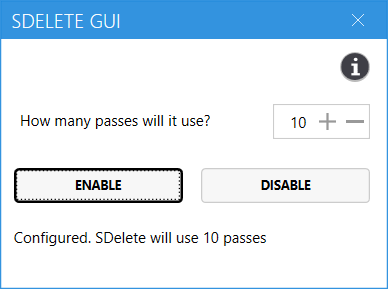 SDELETE GUI
How many passes will it use?
10
ENABLE
DISABLE
Configured. SDelete will use 10 passes